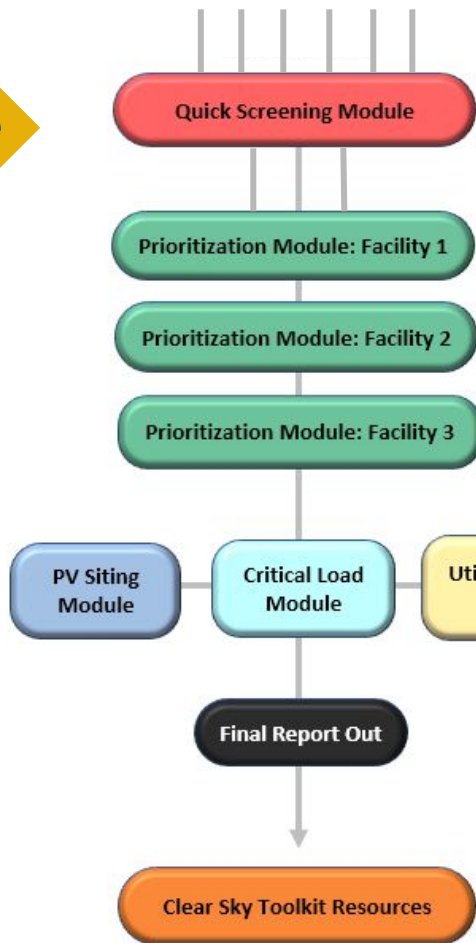 Quick Screening Module
Prioritization Module: Facility 1
Prioritization Module: Facility 2
Prioritization Module: Facility 3
PV Siting
Module
Critical Load
Module
Final Report Out
Clear Sky Toolkit Resources